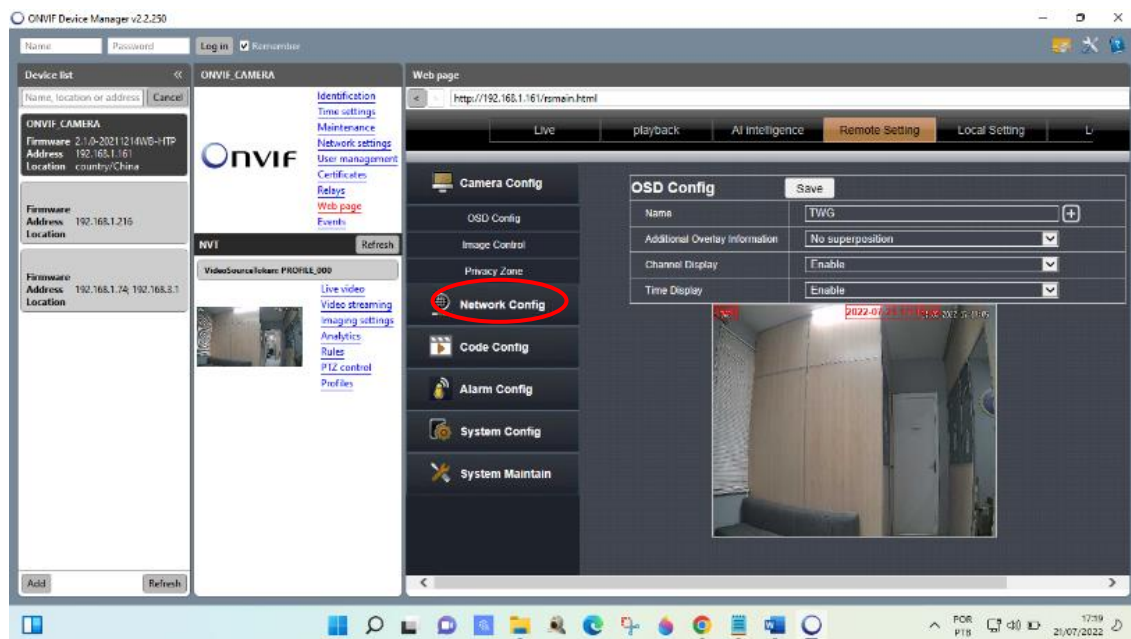 ONVIF Device Manager v2.2.250
Name
Password
Log in
Remember
Device list
Name, location or address
Cancel
ONVIF_CAMERA
Firmware 2.1.0-20211214WB-HTP
Address 192.168.1.161
Location country/China
Firmware
Address 192.168.1.216
Location
Firmware
Address 192.168.1.74; 192.168.3.1
Location
Add
Refresh
ONVIF_CAMERA
ONVIF
Identification
Time settings
Maintenance
Network settings
User management
Certificates
Relays
Web page
Events
NVT
Refresh
VideoSourceToken: PROFILE_000
Live video
Video streaming
Imaging settings
Analytics
Rules
PTZ control
Profiles
Web page
http://192.168.1.161/rsmain.html
Live
playback
AI Intelligence
Remote Setting
Local Setting
Camera Config
OSD Config
Image Control
Privacy Zone
Network Config
Code Config
Alarm Config
System Config
System Maintain
OSD Config
Save
Name
TWG
Additional Overlay Information
No superposition
Channel Display
Enable
Time Display
Enable
POR
PTB
17:19
21/07/2022